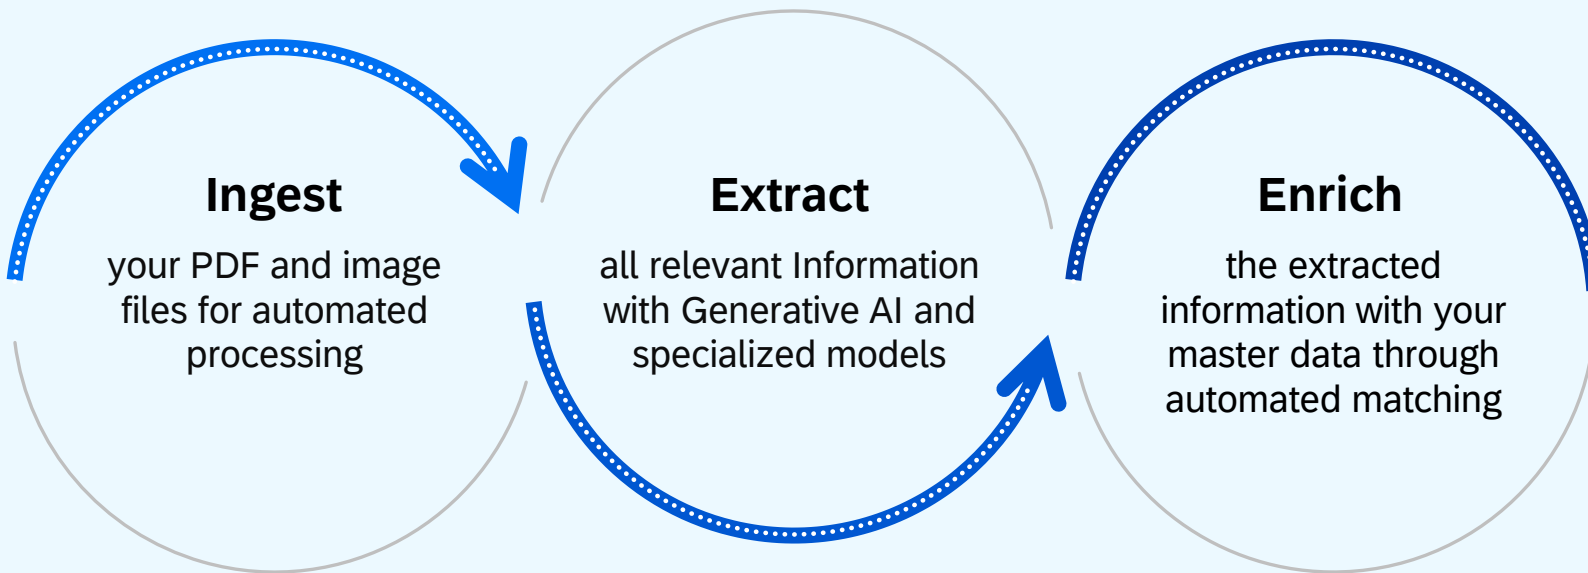 Ingest
your PDF and image
files for automated
processing
Extract
all relevant Information
with Generative AI and
specialized models
Enrich
the extracted
information with your
master data through
automated matching